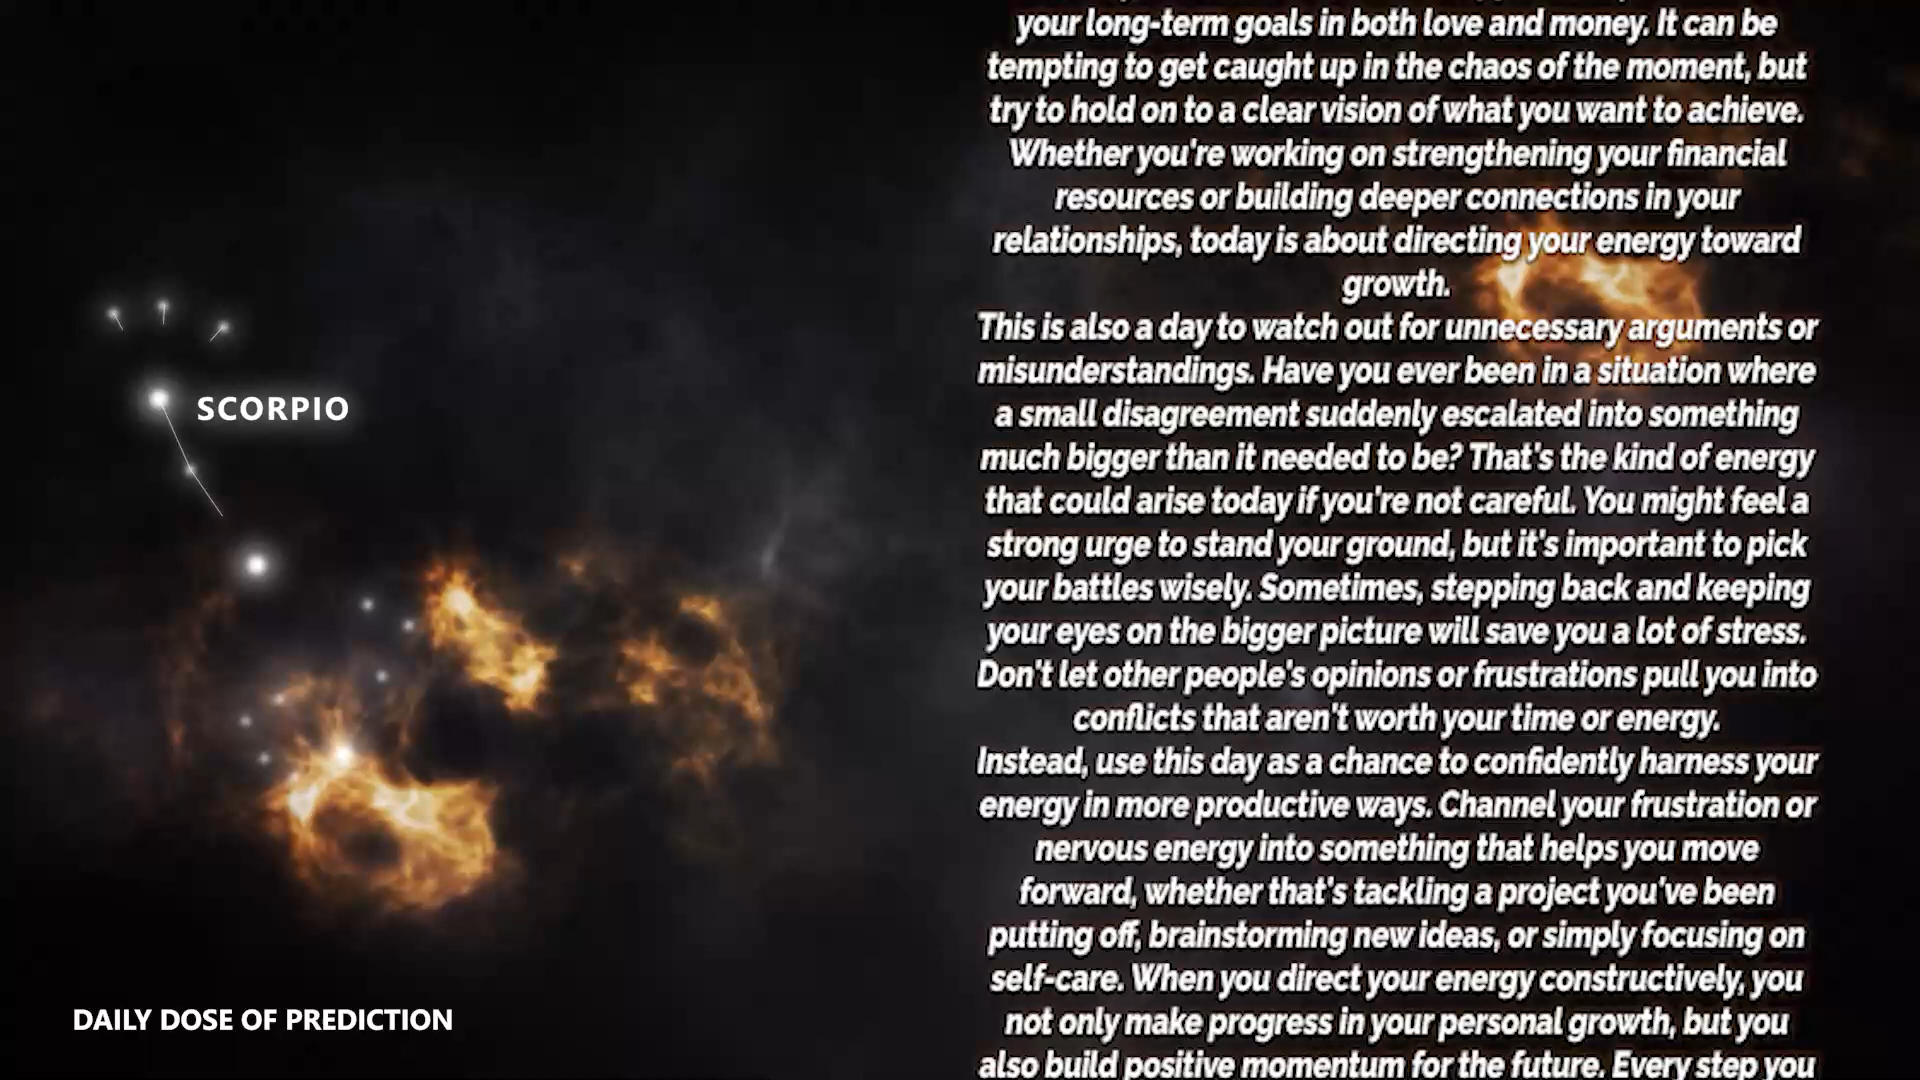 your long-term goals in both love and money. It can be
tempting to get caught up in the chaos of the moment, but
try to hold on to a clear vision of what you want to achieve.
Whether you're working on strengthening your financial
resources or building deeper connections in your
relationships, today is about directing your energy toward
growth.
This is also a day to watch out for unnecessary arguments or
misunderstandings. Have you ever been in a situation where
a small disagreement suddenly escalated into something
much bigger than it needed to be? That's the kind of energy
that could arise today if you're not careful. You might feel a
strong urge to stand your ground, but it's important to pick
your battles wisely. Sometimes, stepping back and keeping
your eyes on the bigger picture will save you a lot of stress.
Don't let other people's opinions or frustrations pull you into
conflicts that aren't worth your time or energy.
Instead, use this day as a chance to confidently harness your
energy in more productive ways. Channel your frustration or
nervous energy into something that helps you move
forward, whether that's tackling a project you've been
putting off, brainstorming new ideas, or simply focusing on
self-care. When you direct your energy constructively, you
not only make progress in your personal growth, but you
also build positive momentum for the future. Every step you
SCORPIO
DAILY DOSE OF PREDICTION